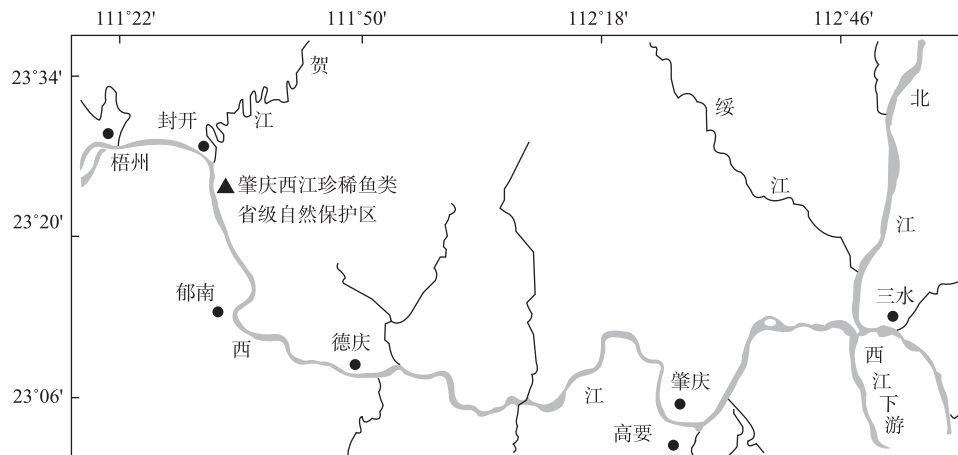 111°22′
111°50′
112°18′
112°46′
23°34′
23°20′
23°06′
贺
江
封开
梧州
肇庆西江珍稀鱼类
省级自然保护区
绥
江
北
江
郁南
西
德庆
江
肇庆
高要
三水
西
江
下
游